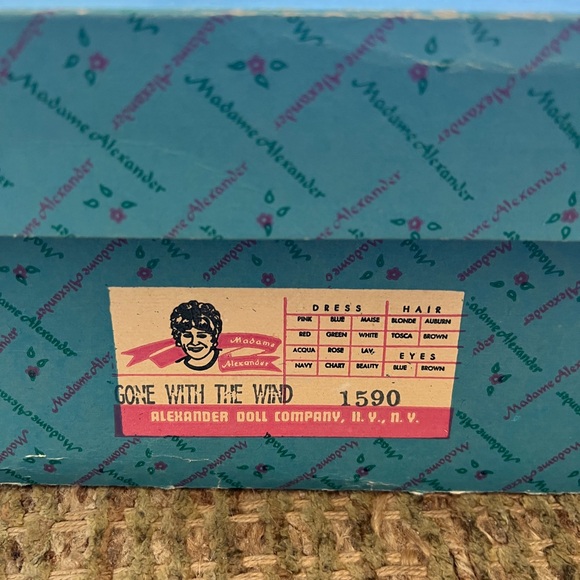 Madame Alexander
Madame Alexander
Madame Alexander
Madame Alexander
Madame Alexander
DRESS HAIR
PINK BLUE MAISE BLONDE AUBURN
RED GREEN WHITE TOSCA BROWN
ACQUA ROSE LAV. EYES
NAVY CHART BEAUTY BLUE BROWN
Madame
Alexander
GONE WITH THE WIND 1590
ALEXANDER DOLL COMPANY, N. Y., N. Y.